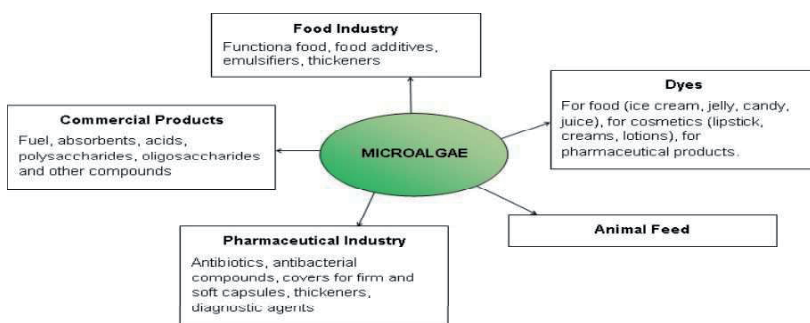 Food Industry
Functiona food, food additives,
emulsifiers, thickeners
Dyes
For food (ice cream, jelly, candy,
juice), for cosmetics (lipstick,
creams, lotions), for
pharmaceutical products.
Commercial Products
Fuel, absorbents, acids,
polysaccharides, oligosaccharides
and other compounds
MICROALGAE
Animal Feed
Pharmaceutical Industry
Antibiotics, antibacterial
compounds, covers for firm and
soft capsules, thickeners,
diagnostic agents